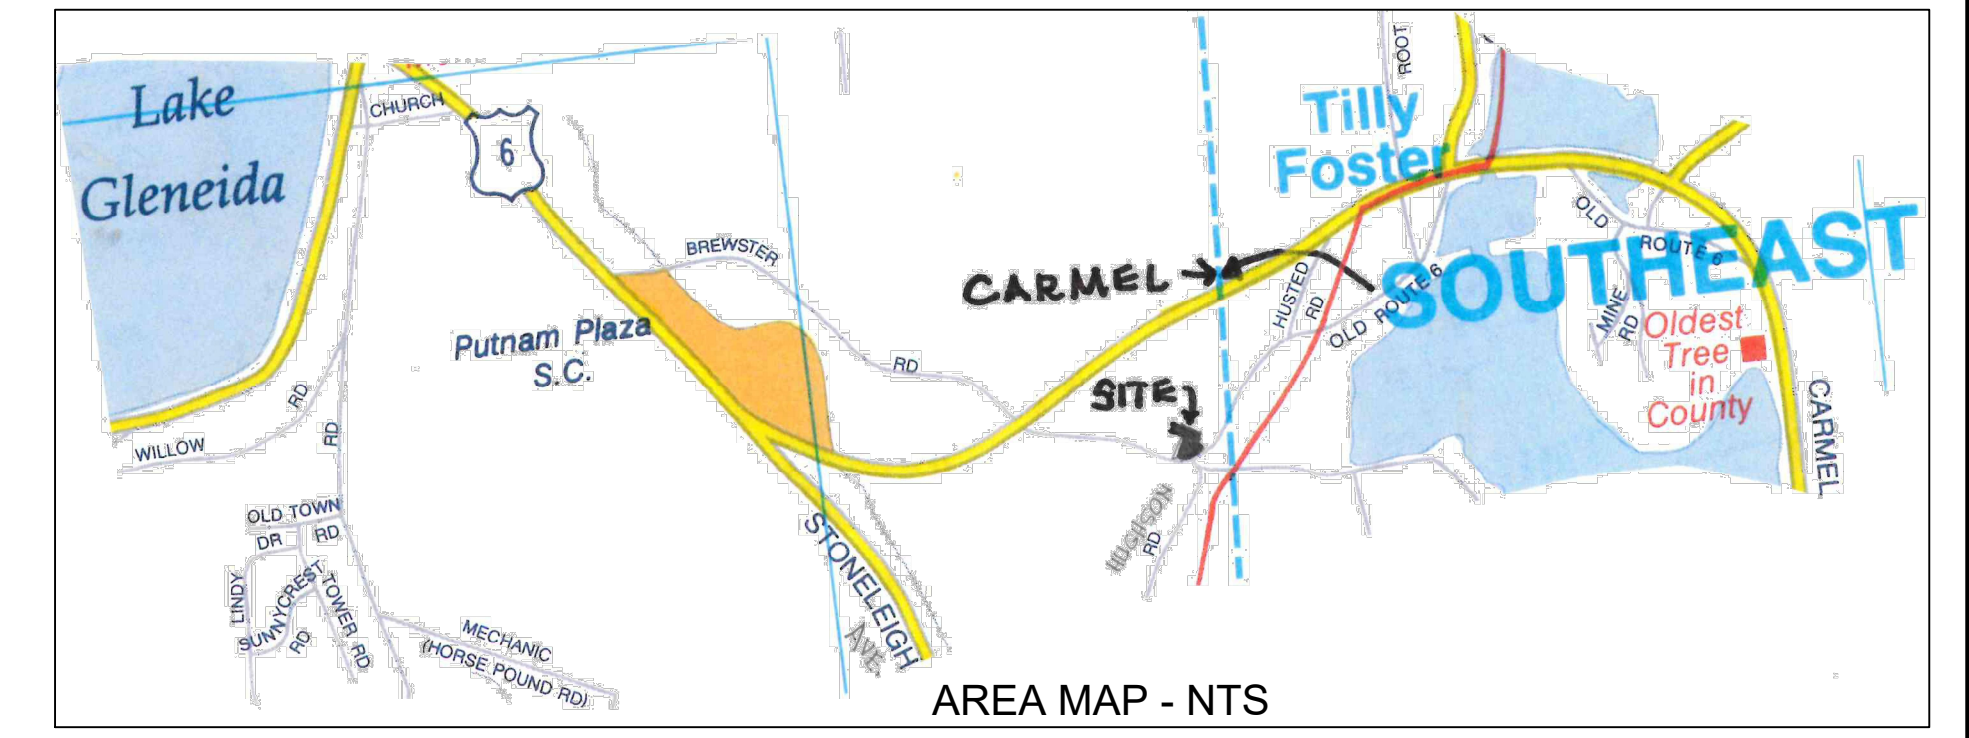 Lake
Gleneida
CHURCH
6
BREWSTER
RD
Putnam Plaza
S.C.
WILLOW
RD
RD
OLD TOWN
RD
DR
LINDY
SUNNYCREST
RD
TOWER RD
MECHANIC
(HORSE POUND RD)
STONELEIGH
AVE.
CARMEL
SITE
HUGHSON
RD
ROOT
Tilly
Foster
HUSTED
RD
OLD ROUTE 6
SOUTHEAST
OLD
ROUTE 6
MINE
RD
Oldest
Tree
in
County
CARMEL
AREA MAP - NTS